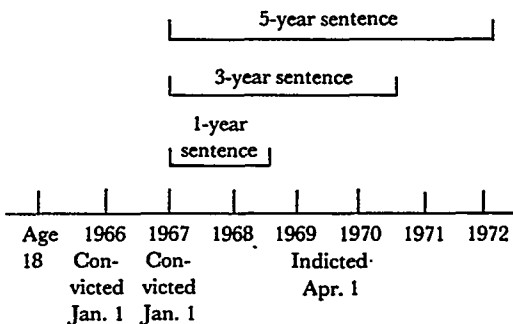 5-year sentence
3-year sentence
1-year
sentence
Age 1966 1967 1968 1969 1970 1971 1972
18 Con- Con- Indicted
victed victed Apr. 1
Jan. 1 Jan. 1